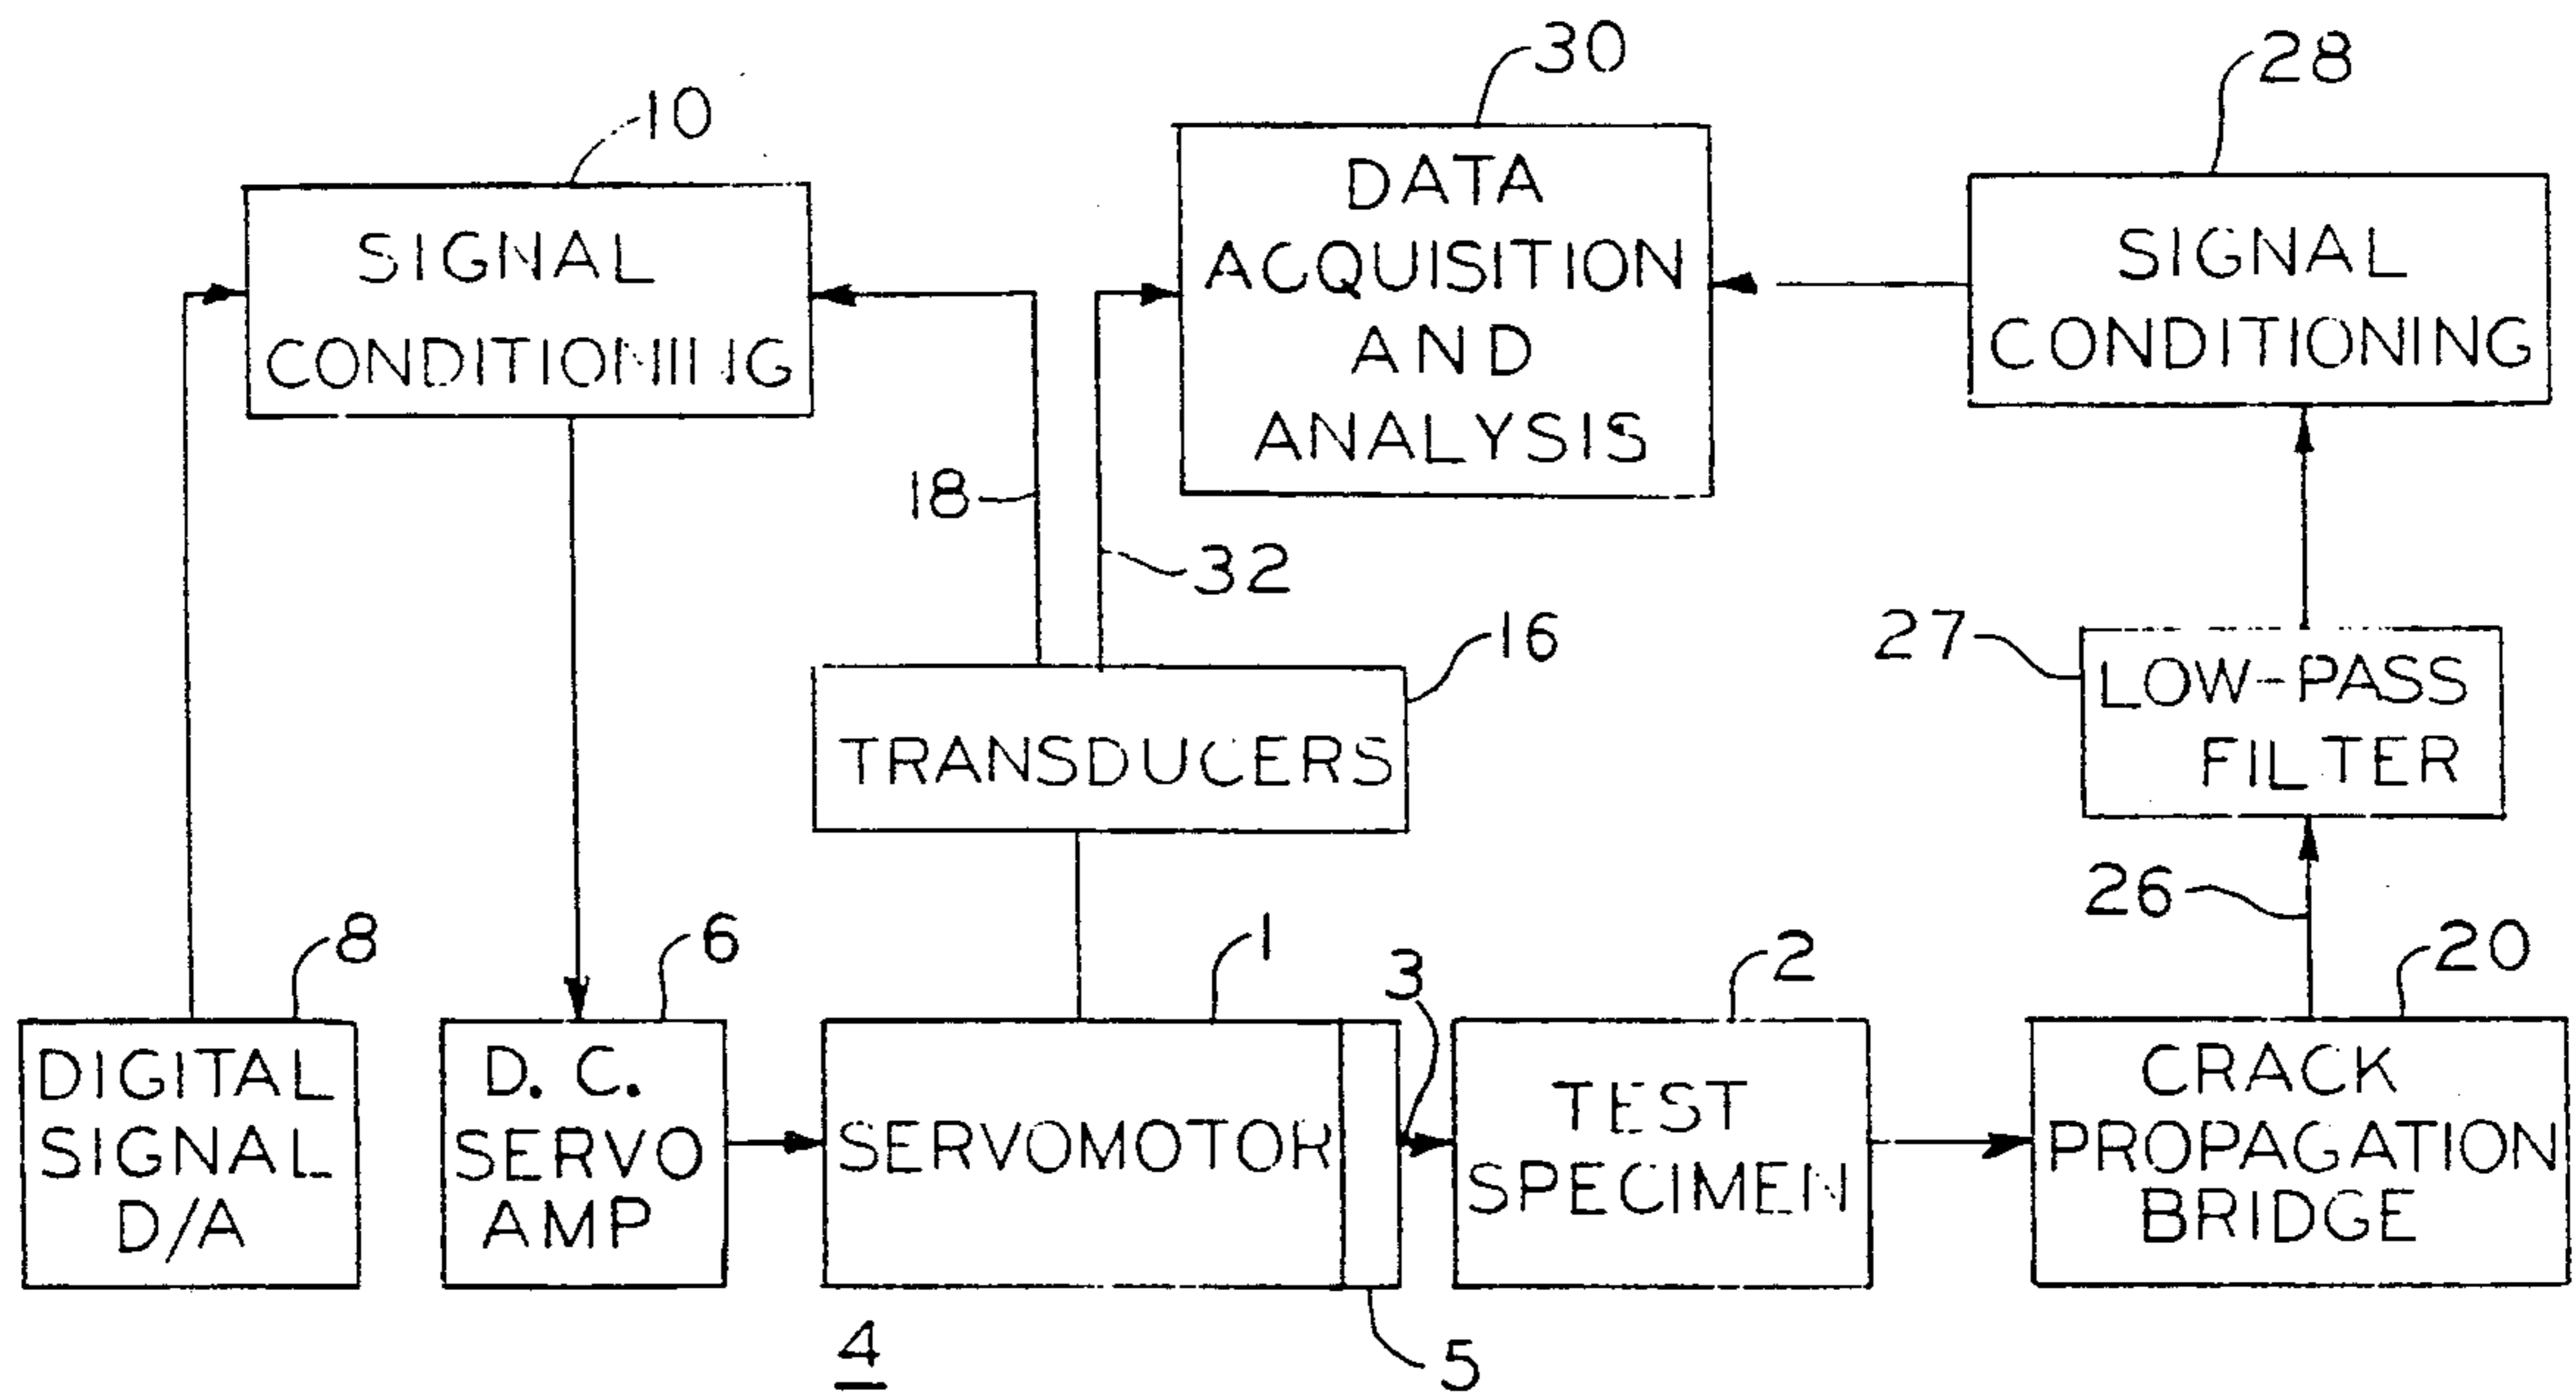 30
28
10
DATA
ACQUISITION
AND
ANALYSIS
SIGNAL
CONDITIONING
SIGNAL
CONDITIONING
18
32
16
27
LOW-PASS
FILTER
TRANSDUCERS
26
8
6
1
3
2
20
DIGITAL
SIGNAL
D/A
D. C.
SERVO
AMP
SERVOMOTOR
TEST
SPECIMEN
CRACK
PROPAGATION
BRIDGE
4
5